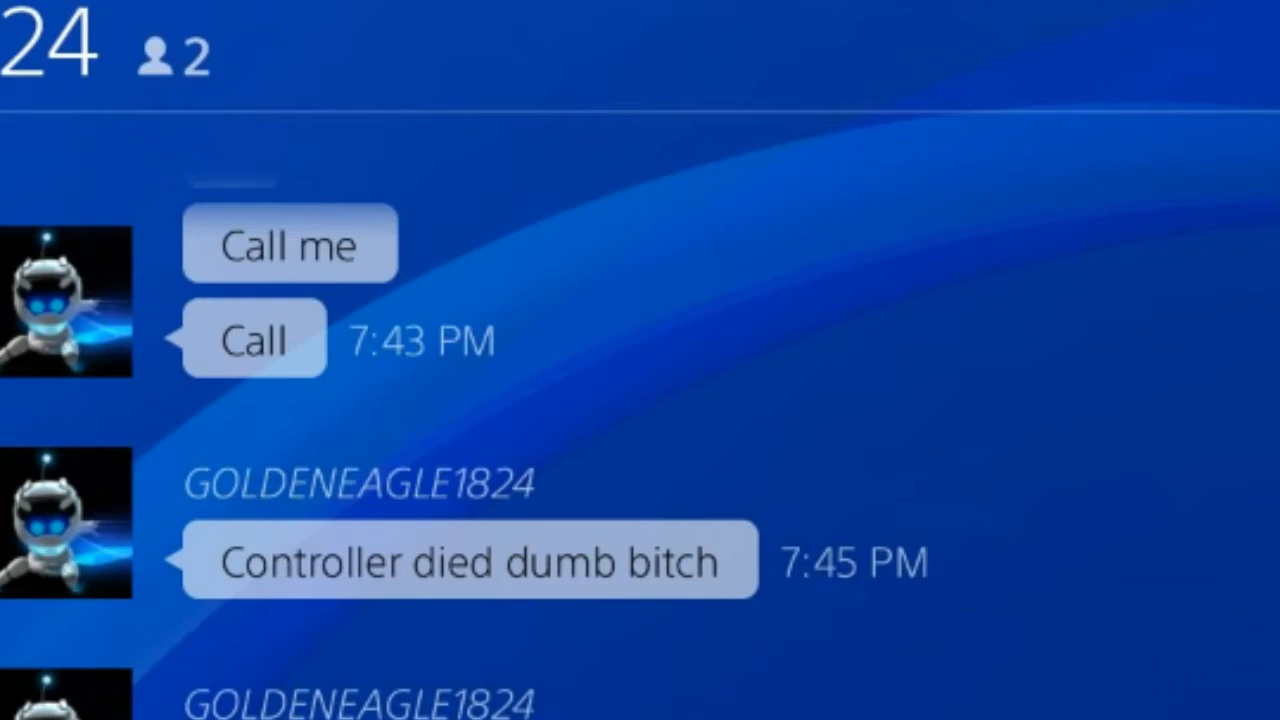 24 2
Call me
Call 7:43 PM
GOLDENEAGLE1824
Controller died dumb bitch 7:45 PM
GOLDENEAGLE1824